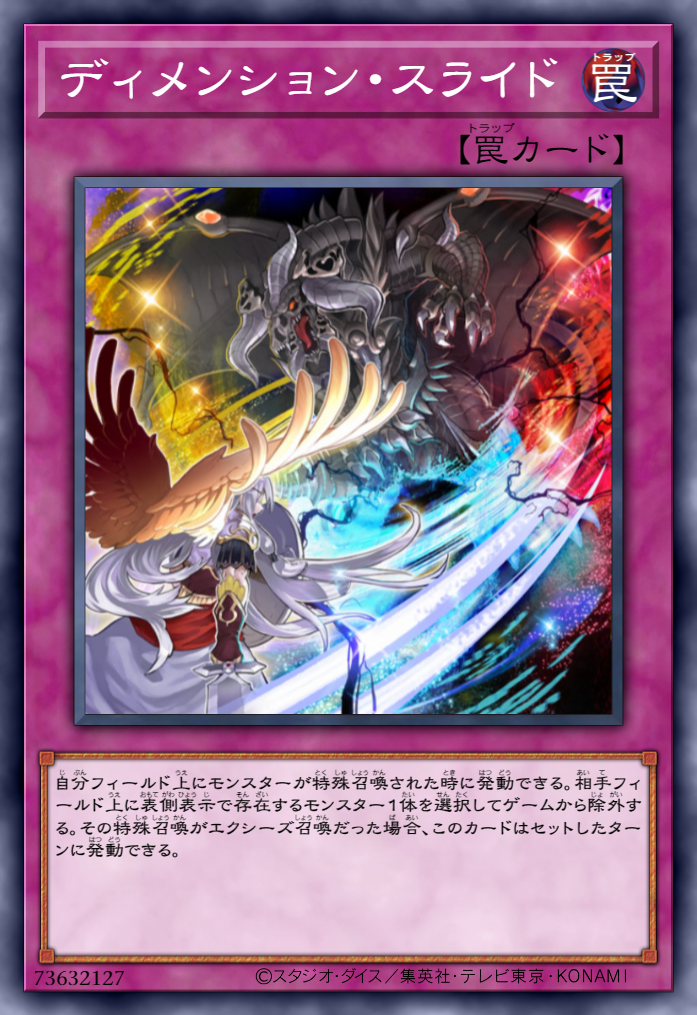 ディメンション・スライド
トラップ
罠
トラップ
【罠カード】
自分フィールド上にモンスターが特殊召喚された時に発動できる。相手フィ
ールド上に表側表示で存在するモンスター1体を選択してゲームから除外す
る。その特殊召喚がエクシーズ召喚だった場合、このカードはセットしたター
ンに発動できる。
73632127
©スタジオ・ダイス/集英社・テレビ東京・KONAMI